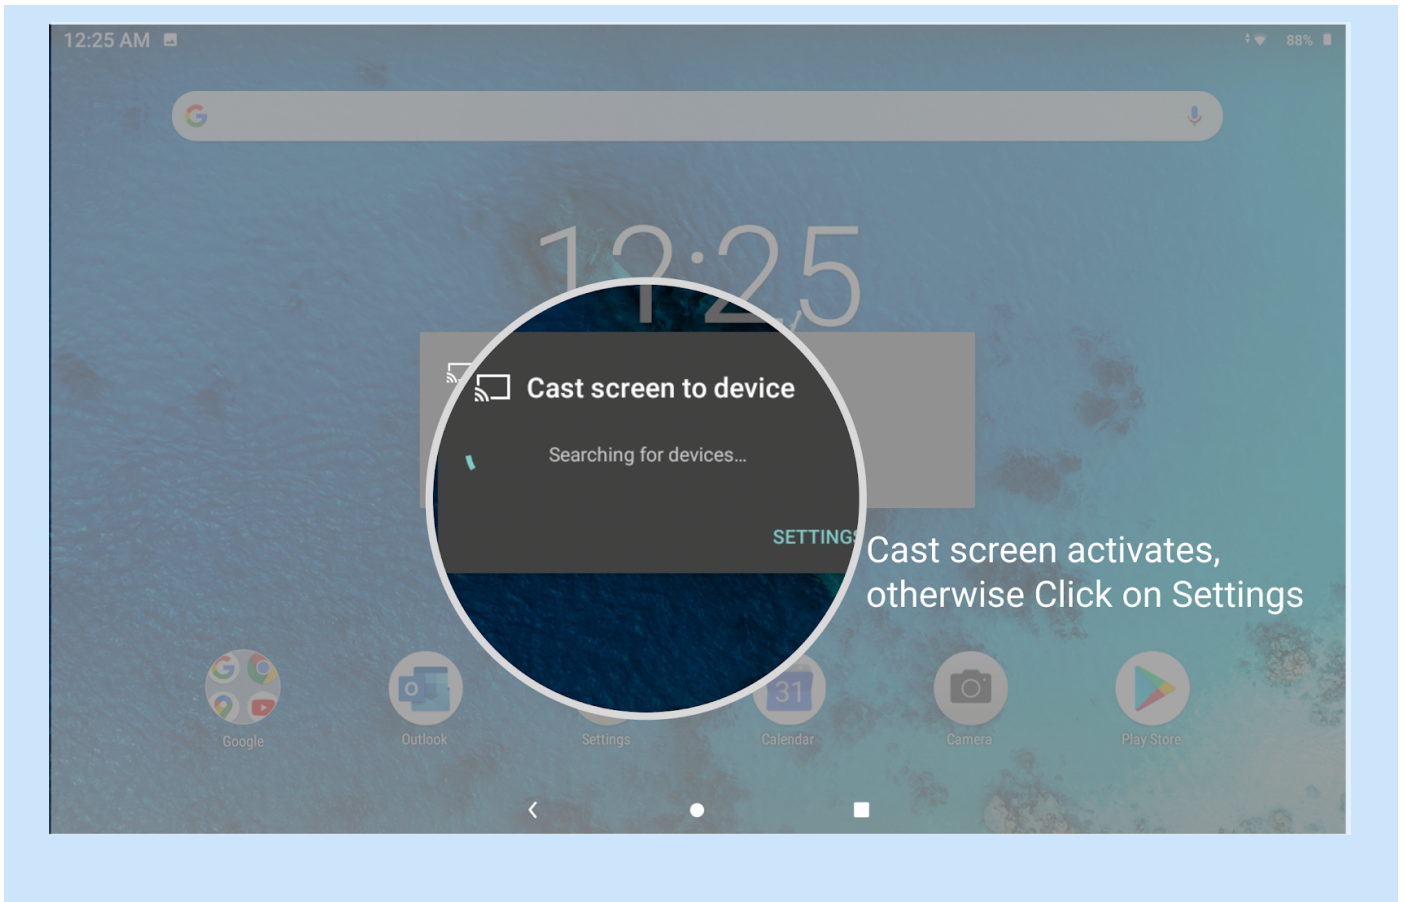 12:25 AM
88%
12:25
Cast screen to device
Searching for devices...
SETTINGS
Cast screen activates,
otherwise Click on Settings
31
Google
Outlook
Settings
Calendar
Camera
Play Store